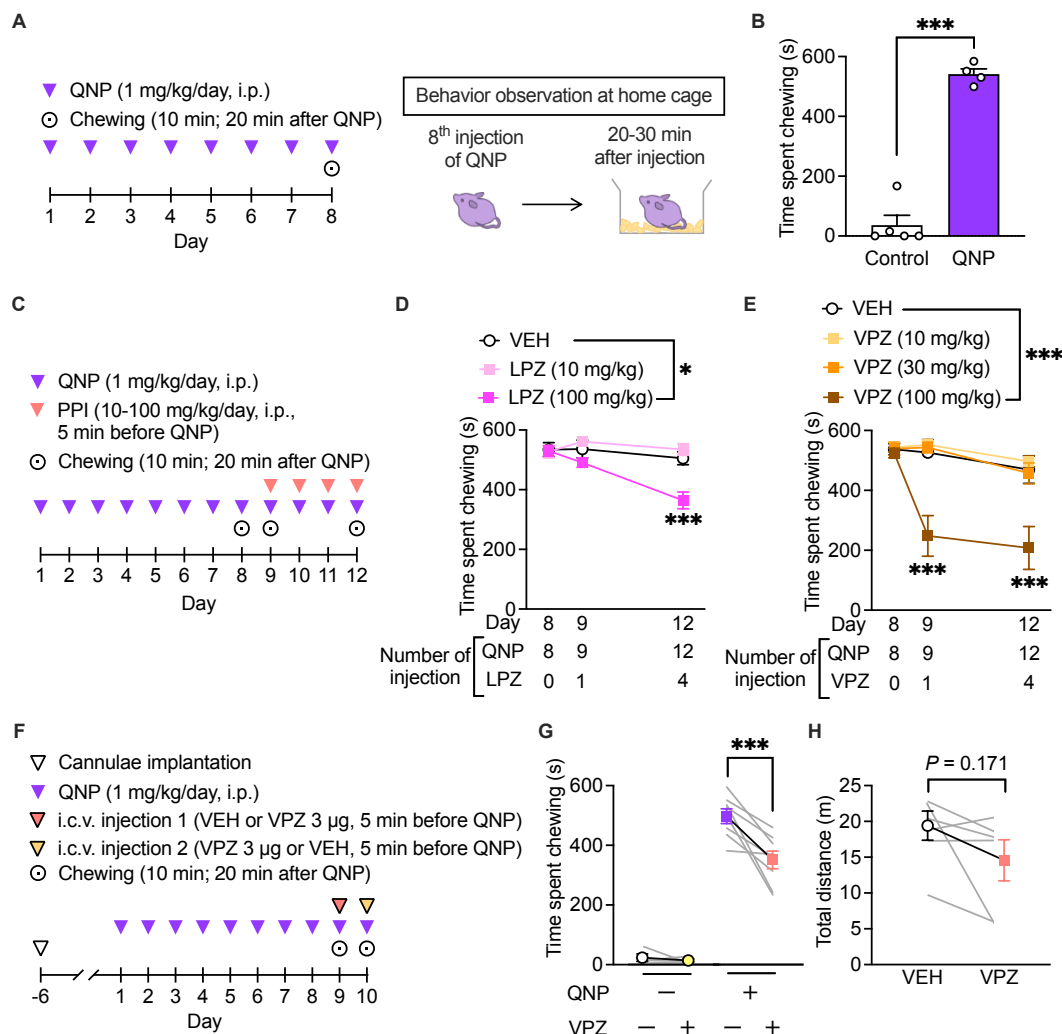 A
QNP (1 mg/kg/day, i.p.)
Chewing (10 min; 20 min after QNP)
1 2 3 4 5 6 7 8
Day
Behavior observation at home cage
8th injection
of QNP
20-30 min
after injection
B
***
Time spent chewing (s)
600
400
200
0
Control QNP
C
QNP (1 mg/kg/day, i.p.)
PPI (10-100 mg/kg/day, i.p.,
5 min before QNP)
Chewing (10 min; 20 min after QNP)
1 2 3 4 5 6 7 8 9 10 11 12
Day
D
VEH
LPZ (10 mg/kg)
LPZ (100 mg/kg)
*
Time spent chewing (s)
600
400
200
0
***
Day 8 9 12
Number of injection
QNP 8 9 12
LPZ 0 1 4
E
VEH
VPZ (10 mg/kg)
VPZ (30 mg/kg)
VPZ (100 mg/kg)
***
Time spent chewing (s)
600
400
200
0
***
***
Day 8 9 12
Number of injection
QNP 8 9 12
VPZ 0 1 4
F
Cannulae implantation
QNP (1 mg/kg/day, i.p.)
i.c.v. injection 1 (VEH or VPZ 3 µg, 5 min before QNP)
i.c.v. injection 2 (VPZ 3 µg or VEH, 5 min before QNP)
Chewing (10 min; 20 min after QNP)
-6 1 2 3 4 5 6 7 8 9 10
Day
G
***
Time spent chewing (s)
600
400
200
0
QNP — +
VPZ — + — +
H
P = 0.171
Total distance (m)
25
20
15
10
5
0
VEH VPZ